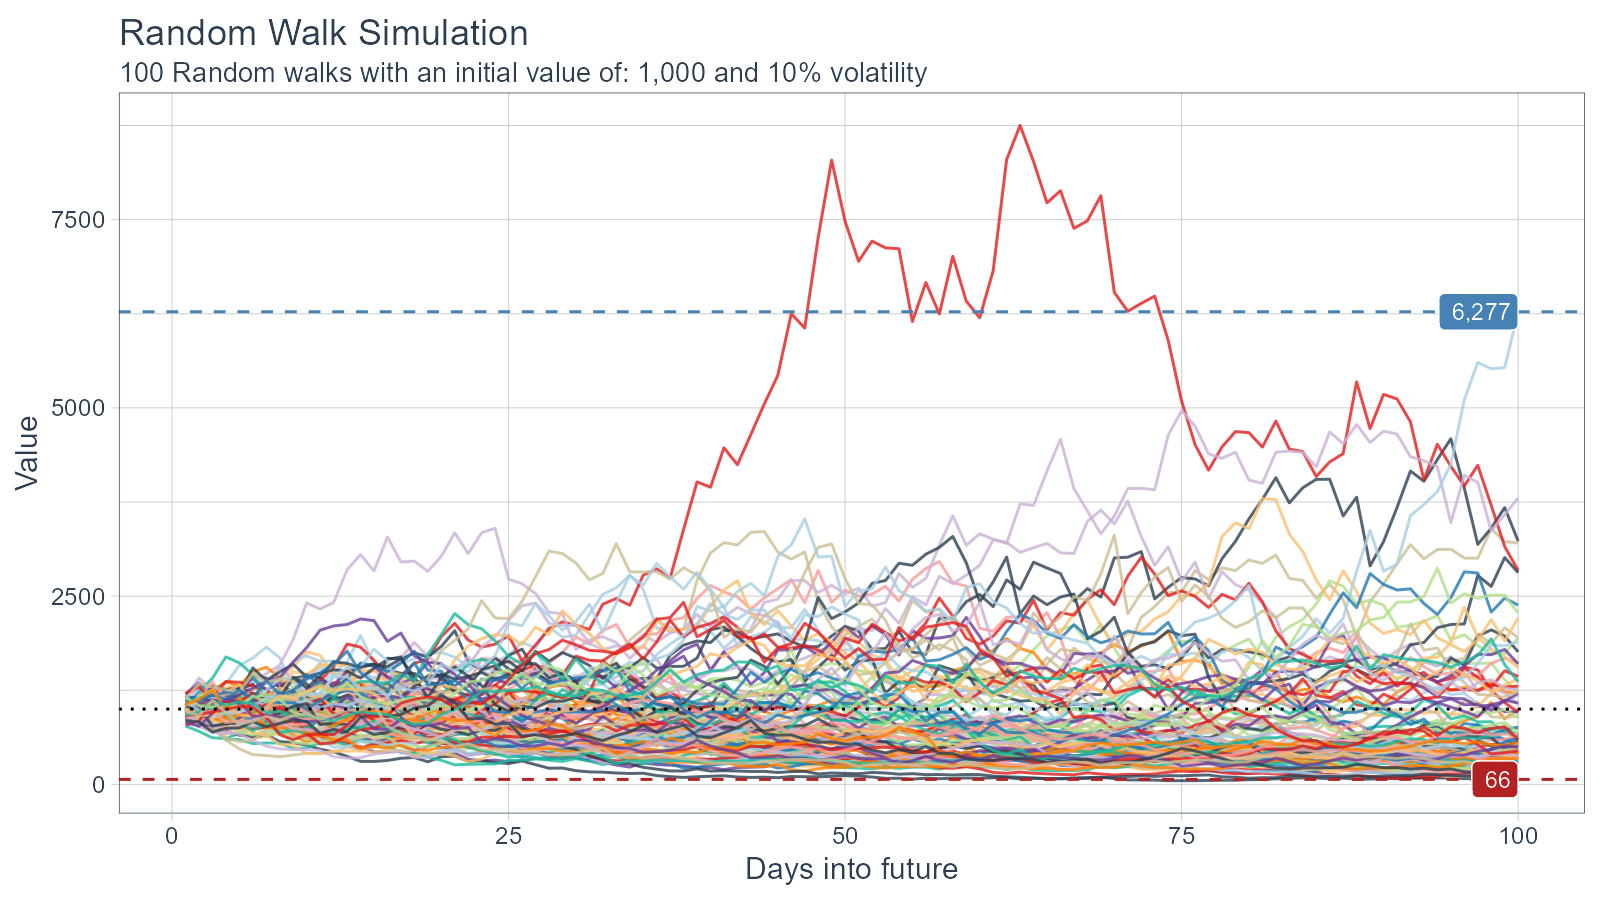 Random Walk Simulation
100 Random walks with an initial value of: 1,000 and 10% volatility
7500
6,277
5000
Value
2500
0
66
0 25 50 75 100
Days into future